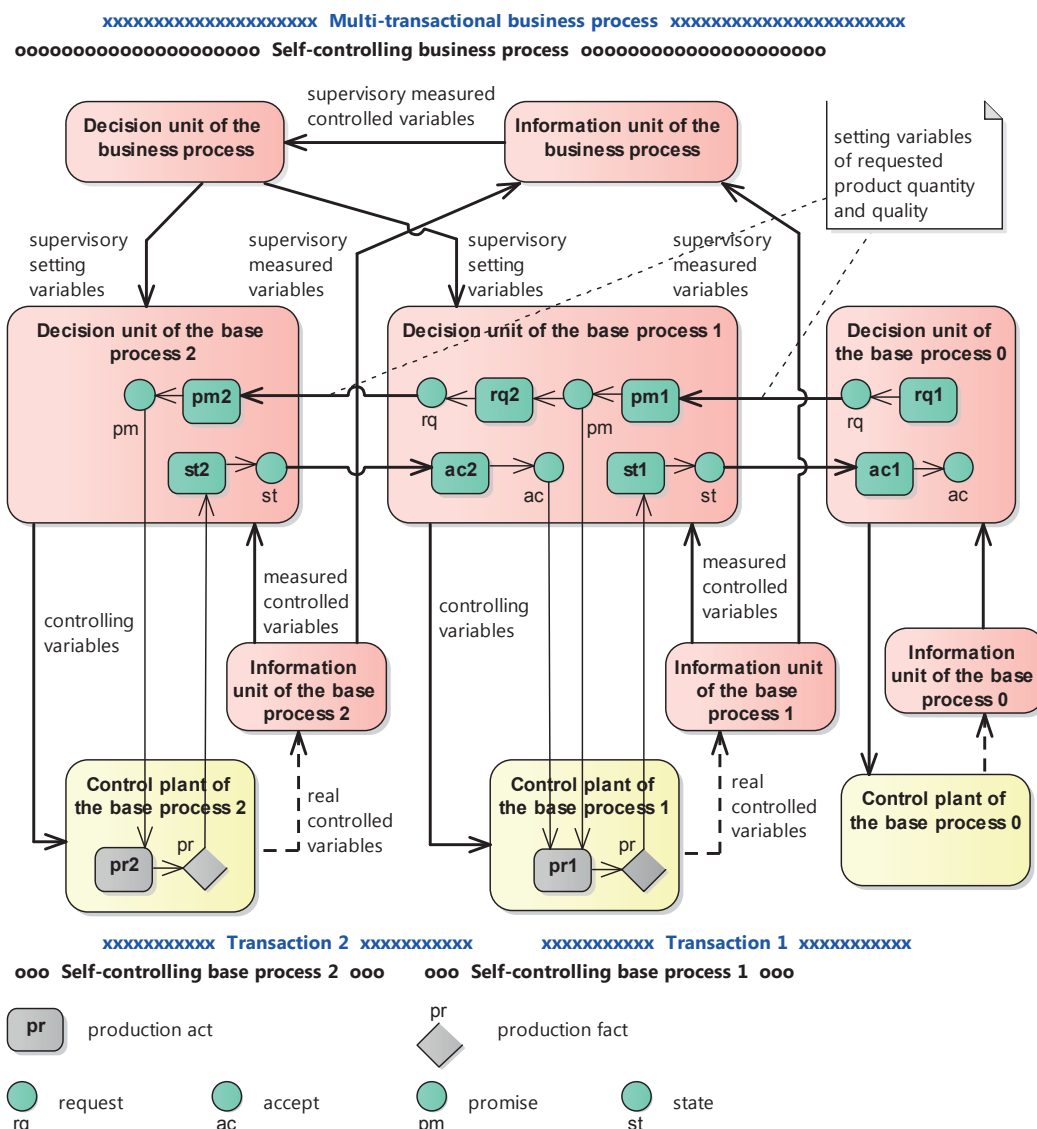 xxxxxxxxxxxxxxxxxxxxx Multi-transactional business process xxxxxxxxxxxxxxxxxxxxxxx
ooooooooooooooooooooo Self-controlling business process ooooooooooooooooooooo
supervisory measured
controlled variables
Decision unit of the
business process
Information unit of the
business process
setting variables
of requested
product quantity
and quality
supervisory
setting
variables
supervisory
measured
variables
supervisory
setting
variables
supervisory
measured
variables
Decision unit of the base
process 2
Decision unit of the base
process 1
Decision unit of
the base process 0
pm2
pm
rq2
rq
pm1
pm
rq1
rq
st2
st
ac2
ac
st1
st
ac1
ac
controlling
variables
measured
controlled
variables
controlling
variables
measured
controlled
variables
Information
unit of the base
process 2
Information unit
of the base
process 1
Information
unit of the base
process 0
Control plant of
the base process 2
real
controlled
variables
Control plant of
the base process 1
real
controlled
variables
Control plant of
the base process 0
pr2
pr
pr1
pr
xxxxxxxxxxx Transaction 2 xxxxxxxxxxx
xxxxxxxxxxx Transaction 1 xxxxxxxxxxx
ooo Self-controlling base process 2 ooo
ooo Self-controlling base process 1 ooo
pr
production act
pr
production fact
request
rq
accept
ac
promise
pm
state
st